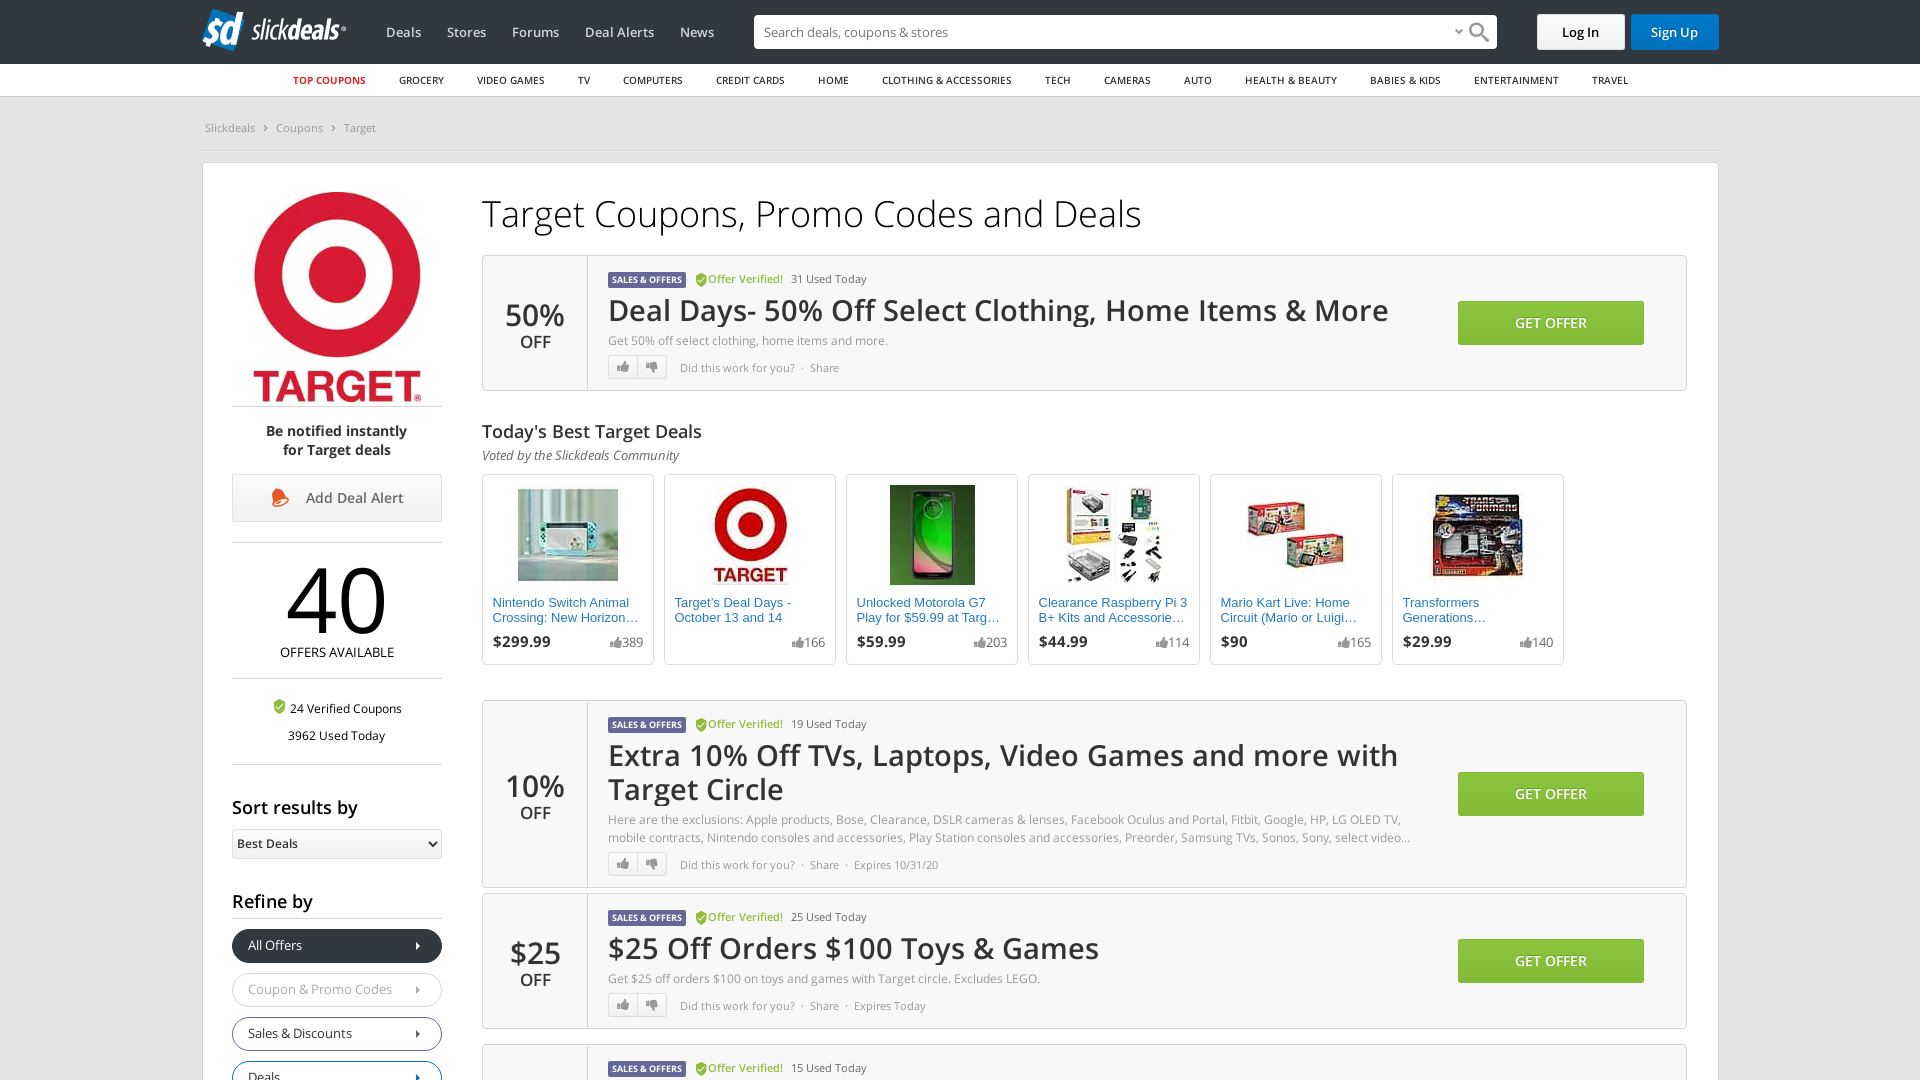 sd slickdeals®
Deals
Stores
Forums
Deal Alerts
News
Search deals, coupons & stores
Log In
Sign Up
TOP COUPONS
GROCERY
VIDEO GAMES
TV
COMPUTERS
CREDIT CARDS
HOME
CLOTHING & ACCESSORIES
TECH
CAMERAS
AUTO
HEALTH & BEAUTY
BABIES & KIDS
ENTERTAINMENT
TRAVEL
Slickdeals > Coupons > Target
TARGET®
Be notified instantly
for Target deals
Add Deal Alert
40
OFFERS AVAILABLE
24 Verified Coupons
3962 Used Today
Sort results by
Best Deals
Refine by
All Offers
Coupon & Promo Codes
Sales & Discounts
Deals
Target Coupons, Promo Codes and Deals
50%
OFF
SALES & OFFERS Offer Verified! 31 Used Today
Deal Days- 50% Off Select Clothing, Home Items & More
Get 50% off select clothing, home items and more.
Did this work for you? · Share
GET OFFER
Today's Best Target Deals
Voted by the Slickdeals Community
Nintendo Switch Animal
Crossing: New Horizon…
$299.99
389
TARGET
Target's Deal Days -
October 13 and 14
166
Unlocked Motorola G7
Play for $59.99 at Targ…
$59.99
203
Clearance Raspberry Pi 3
B+ Kits and Accessorie…
$44.99
114
Mario Kart Live: Home
Circuit (Mario or Luigi…
$90
165
TRANSFORMERS
Transformers
Generations…
$29.99
140
10%
OFF
SALES & OFFERS Offer Verified! 19 Used Today
Extra 10% Off TVs, Laptops, Video Games and more with
Target Circle
Here are the exclusions: Apple products, Bose, Clearance, DSLR cameras & lenses, Facebook Oculus and Portal, Fitbit, Google, HP, LG OLED TV,
mobile contracts, Nintendo consoles and accessories, Play Station consoles and accessories, Preorder, Samsung TVs, Sonos, Sony, select video...
Did this work for you? · Share · Expires 10/31/20
GET OFFER
$25
OFF
SALES & OFFERS Offer Verified! 25 Used Today
$25 Off Orders $100 Toys & Games
Get $25 off orders $100 on toys and games with Target circle. Excludes LEGO.
Did this work for you? · Share · Expires Today
GET OFFER
SALES & OFFERS Offer Verified! 15 Used Today